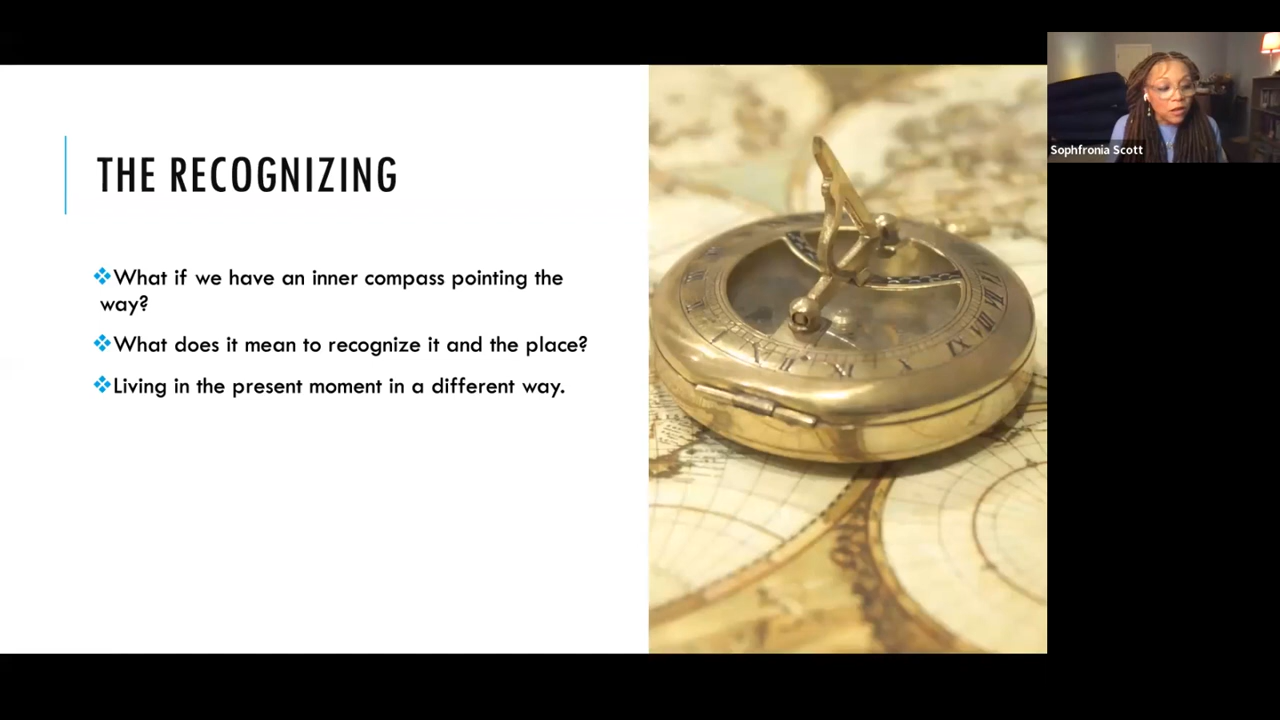 THE RECOGNIZING
❖What if we have an inner compass pointing the
way?
❖What does it mean to recognize it and the place?
❖Living in the present moment in a different way.
Sophfronia Scott